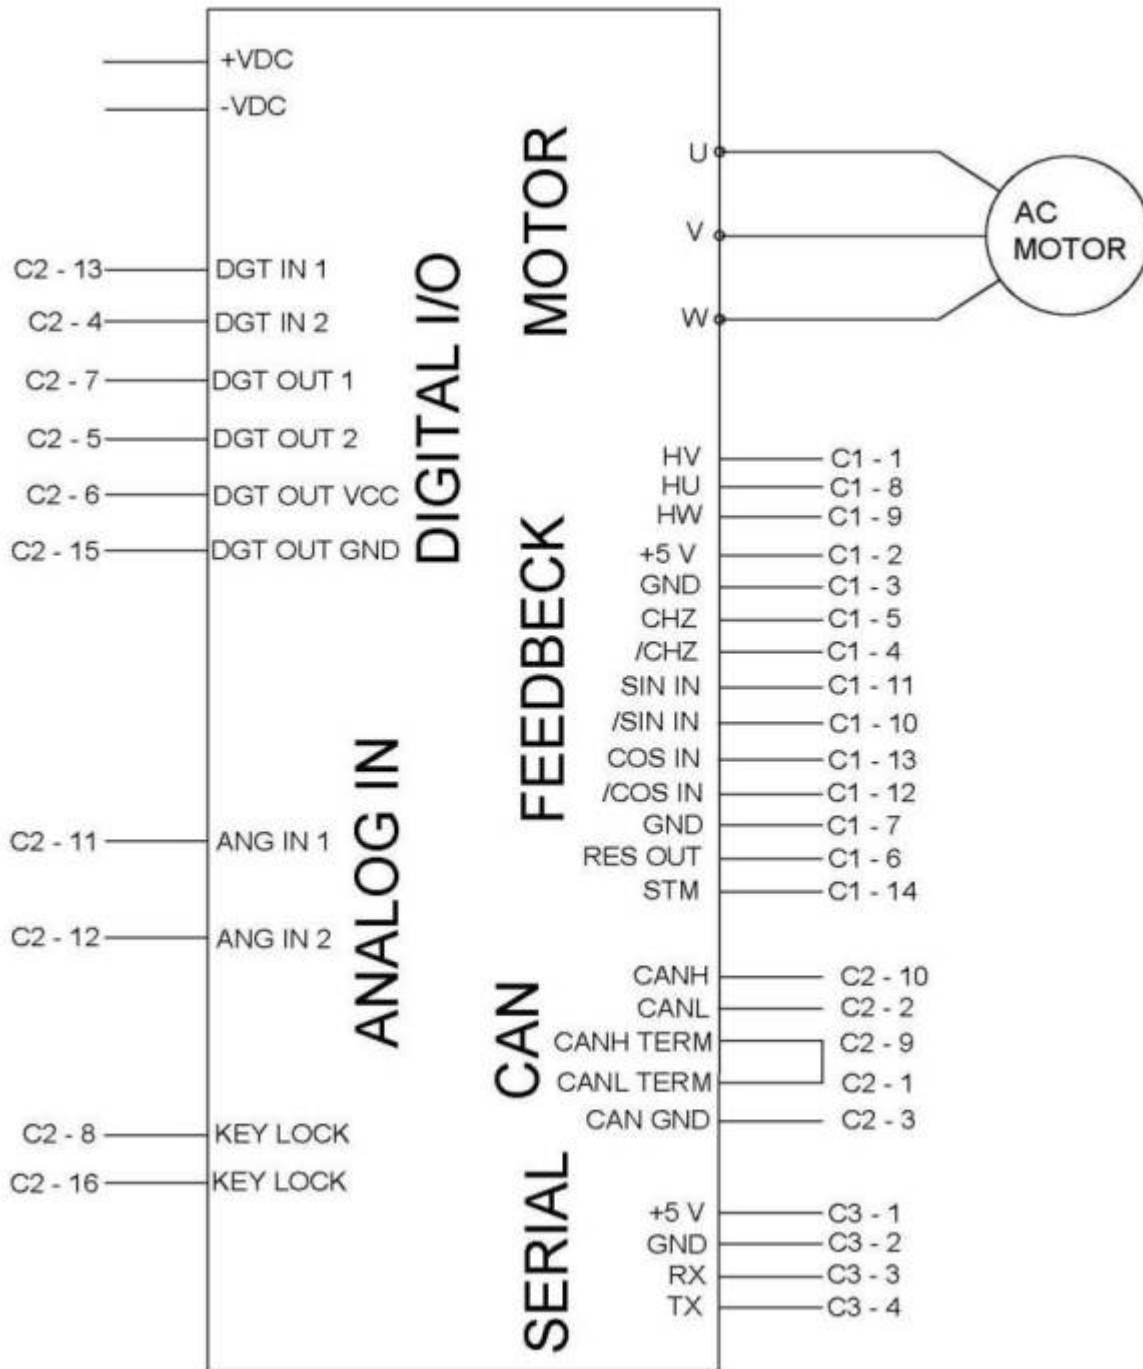 +VDC
-VDC
MOTOR
U
V
W
AC
MOTOR
DIGITAL I/O
C2 - 13 DGT IN 1
C2 - 4 DGT IN 2
C2 - 7 DGT OUT 1
C2 - 5 DGT OUT 2
C2 - 6 DGT OUT VCC
C2 - 15 DGT OUT GND
FEEDBECK
HV C1 - 1
HU C1 - 8
HW C1 - 9
+5 V C1 - 2
GND C1 - 3
CHZ C1 - 5
/CHZ C1 - 4
SIN IN C1 - 11
/SIN IN C1 - 10
COS IN C1 - 13
/COS IN C1 - 12
GND C1 - 7
RES OUT C1 - 6
STM C1 - 14
ANALOG IN
C2 - 11 ANG IN 1
C2 - 12 ANG IN 2
CAN
CANH C2 - 10
CANL C2 - 2
CANH TERM C2 - 9
CANL TERM C2 - 1
CAN GND C2 - 3
C2 - 8 KEY LOCK
C2 - 16 KEY LOCK
SERIAL
+5 V C3 - 1
GND C3 - 2
RX C3 - 3
TX C3 - 4